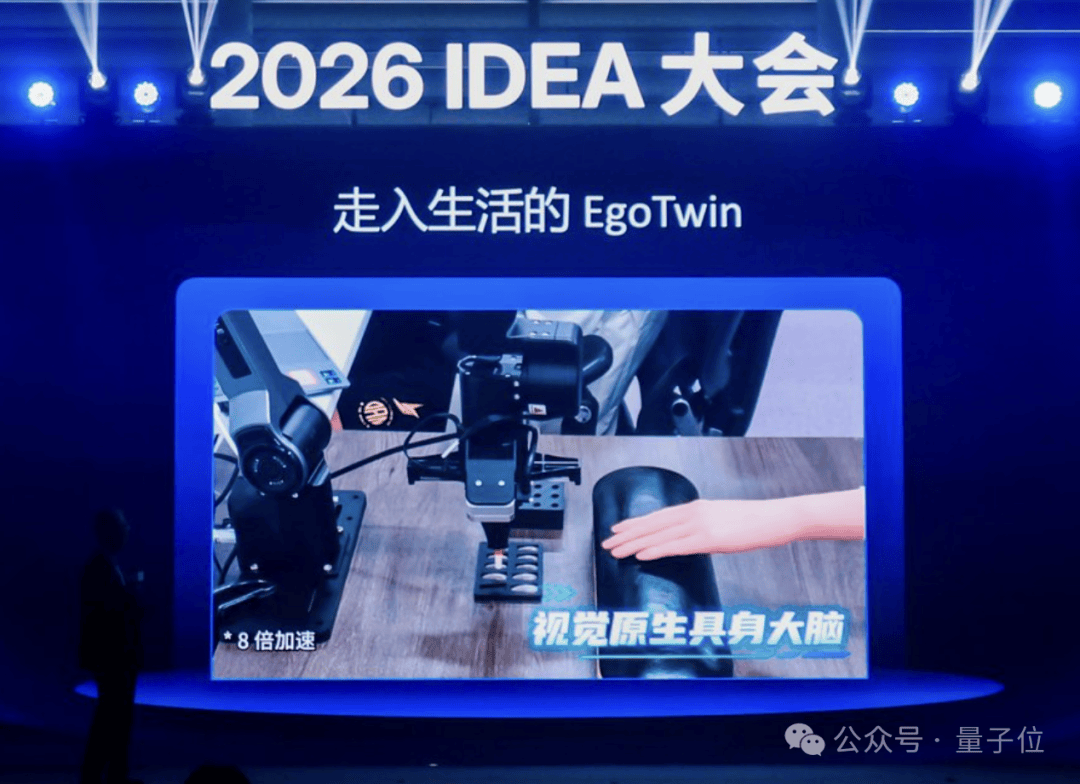 2026 IDEA 大会
走入生活的 EgoTwin
视觉原生具身大脑
* 8 倍加速
公众号 · 量子位